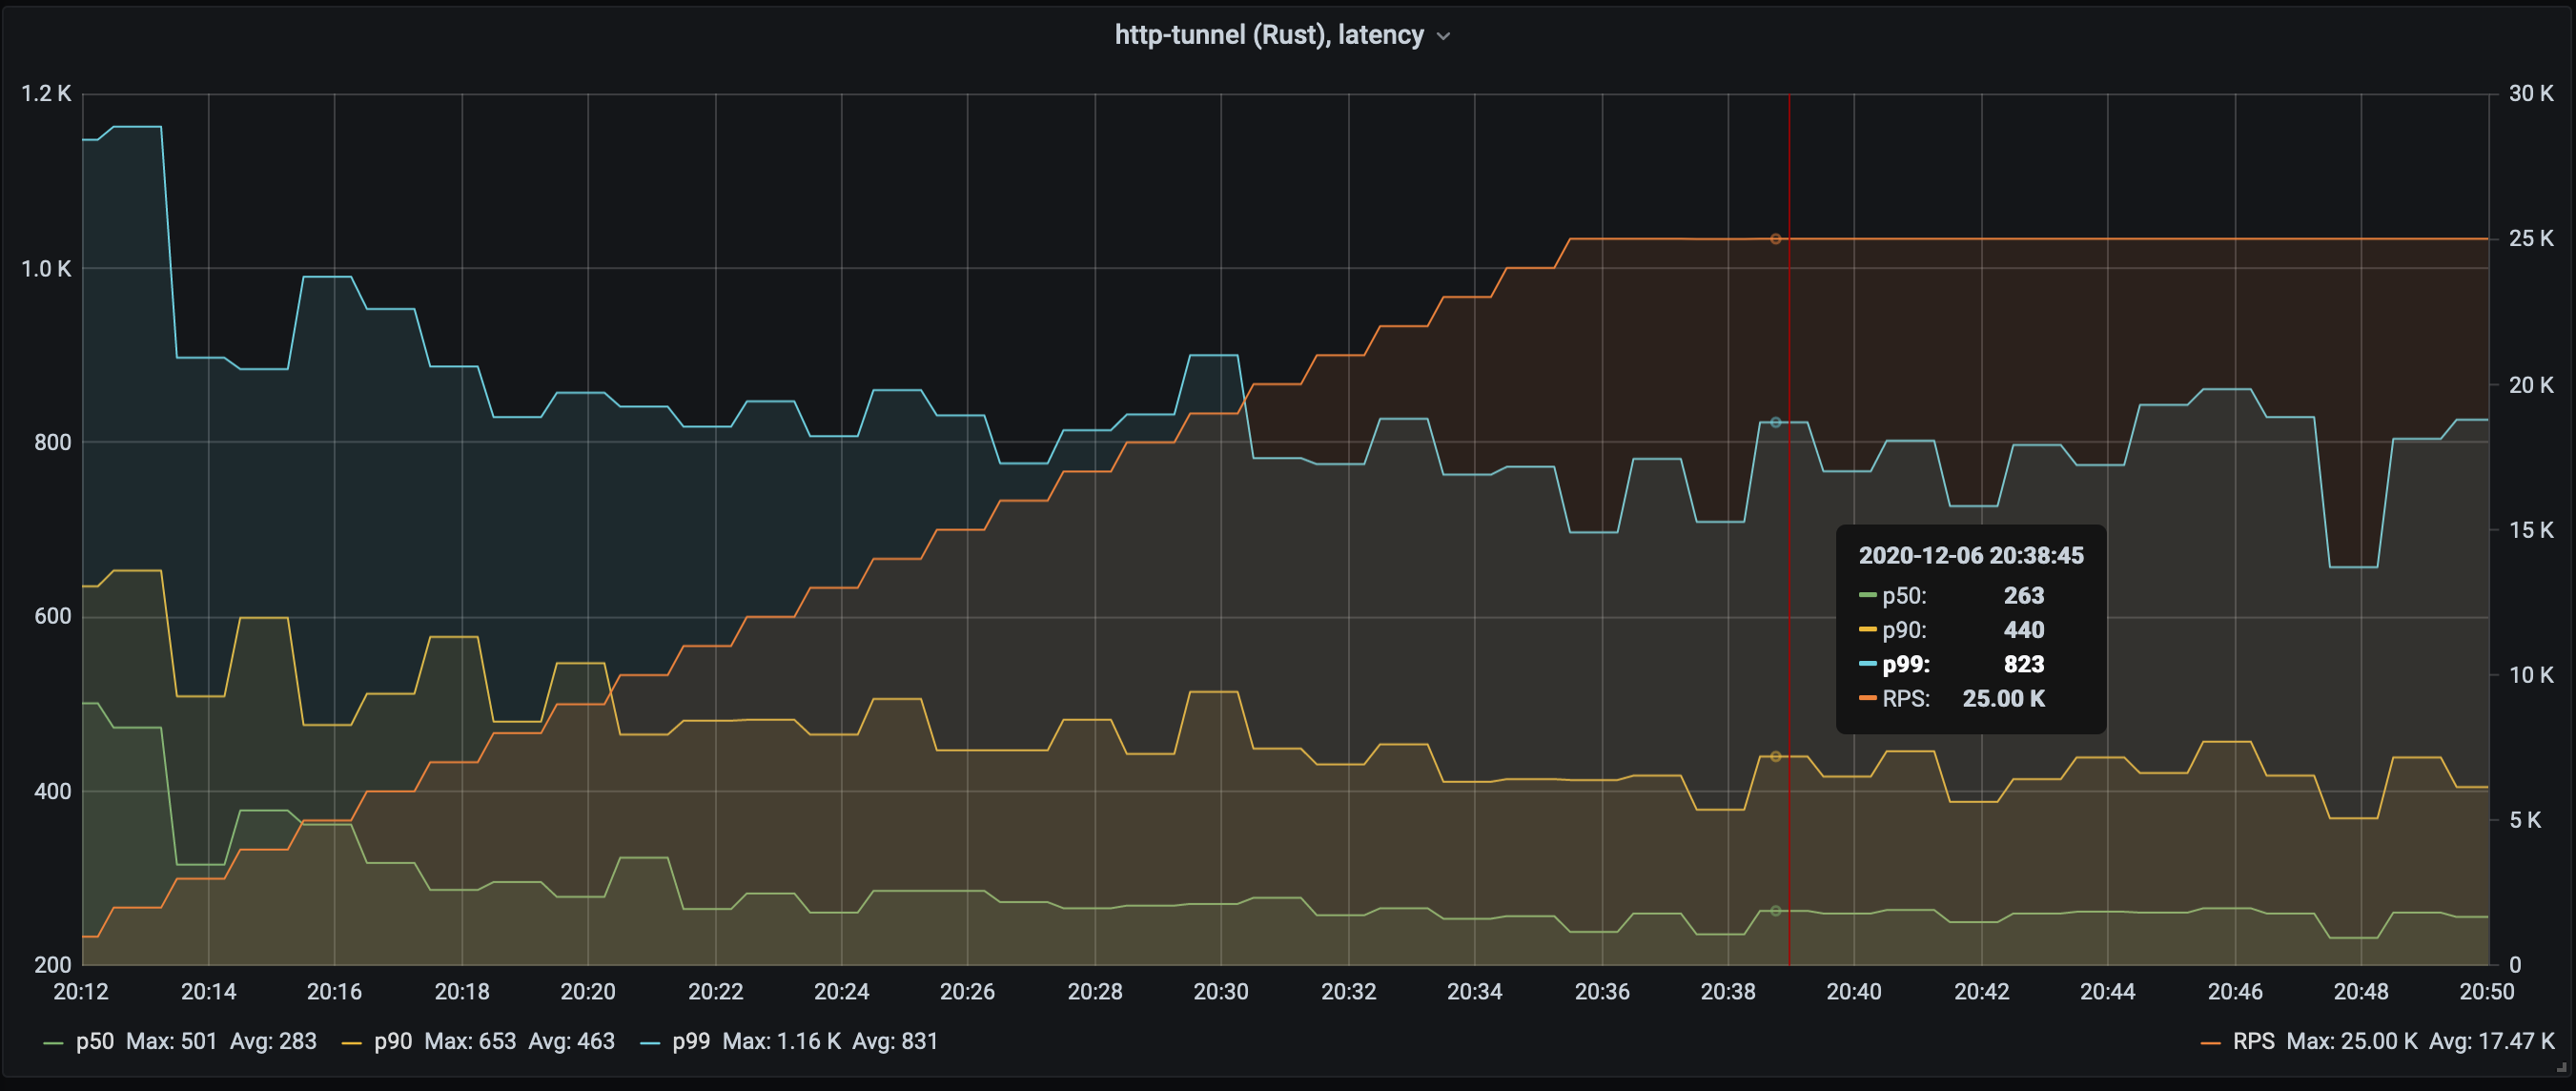 http-tunnel (Rust), latency
1.2 K
1.0 K
800
600
400
200
30 K
25 K
20 K
15 K
10 K
5 K
0
2020-12-06 20:38:45
p50: 263
p90: 440
p99: 823
RPS: 25.00 K
20:12 20:14 20:16 20:18 20:20 20:22 20:24 20:26 20:28 20:30 20:32 20:34 20:36 20:38 20:40 20:42 20:44 20:46 20:48 20:50
p50 Max: 501 Avg: 283 p90 Max: 653 Avg: 463 p99 Max: 1.16 K Avg: 831 RPS Max: 25.00 K Avg: 17.47 K